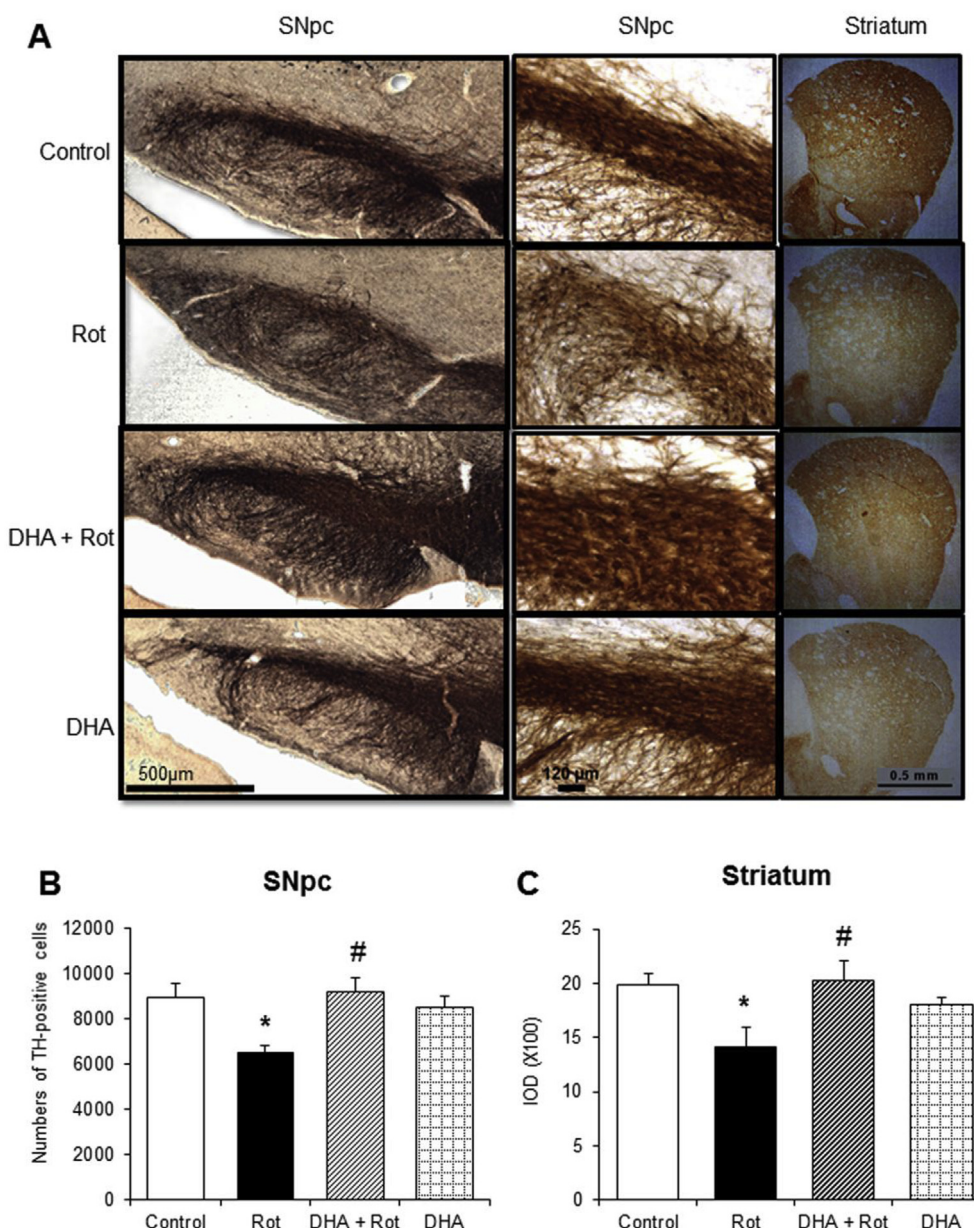 A
SNpc
SNpc
Striatum
Control
Rot
DHA + Rot
DHA
500µm
120 µm
0.5 mm
B
SNpc
Numbers of TH-positive cells
12000
10000
8000
6000
4000
2000
0
*
#
Control
Rot
DHA + Rot
DHA
C
Striatum
IOD (X100)
25
20
15
10
5
0
*
#
Control
Rot
DHA + Rot
DHA